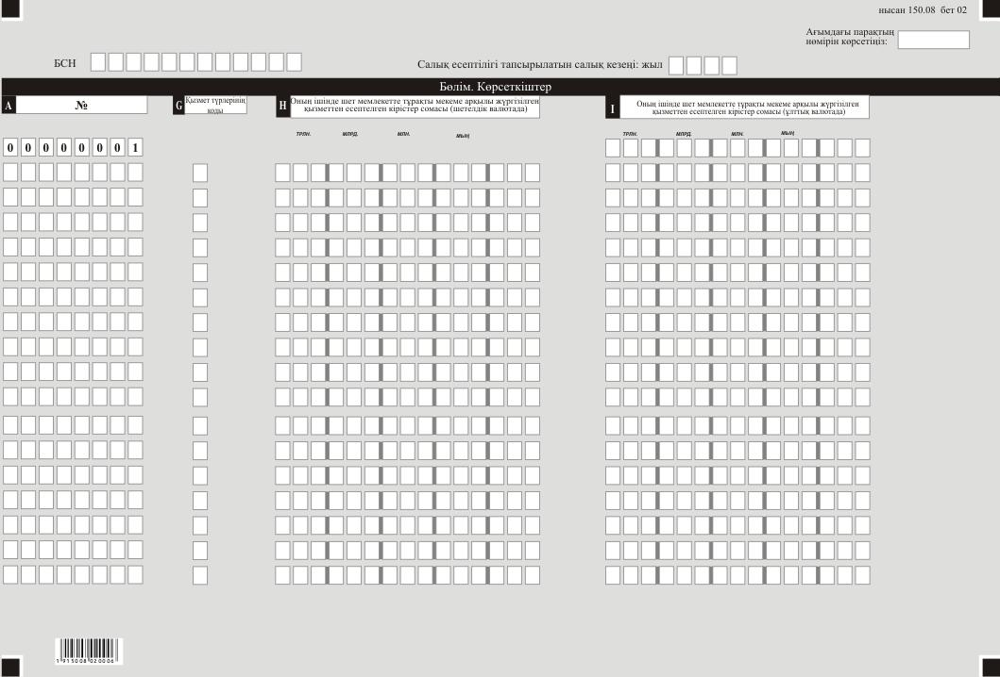 нысан 150.08 бет 02
Ағымдағы парақтың
нөмірін көрсетіңіз:
БСН
Салық есептілігі тапсырылатын салық кезеңі: жыл
Бөлім. Көрсеткіштер
A №
G Қызмет түрлерінің
коды
H Оның ішінде шет мемлекетте тұрақты мекеме арқылы жүргізілген
қызметтен есептелген кірістер сомасы (шетелдік валютада)
I Оның ішінде шет мемлекетте тұрақты мекеме арқылы жүргізілген
қызметтен есептелген кірістер сомасы (ұлттық валютада)
ТРЛН. МЛРД. МЛН. МЫҢ
ТРЛН. МЛРД. МЛН. МЫҢ
0 0 0 0 0 0 0 1
1 915008 020006